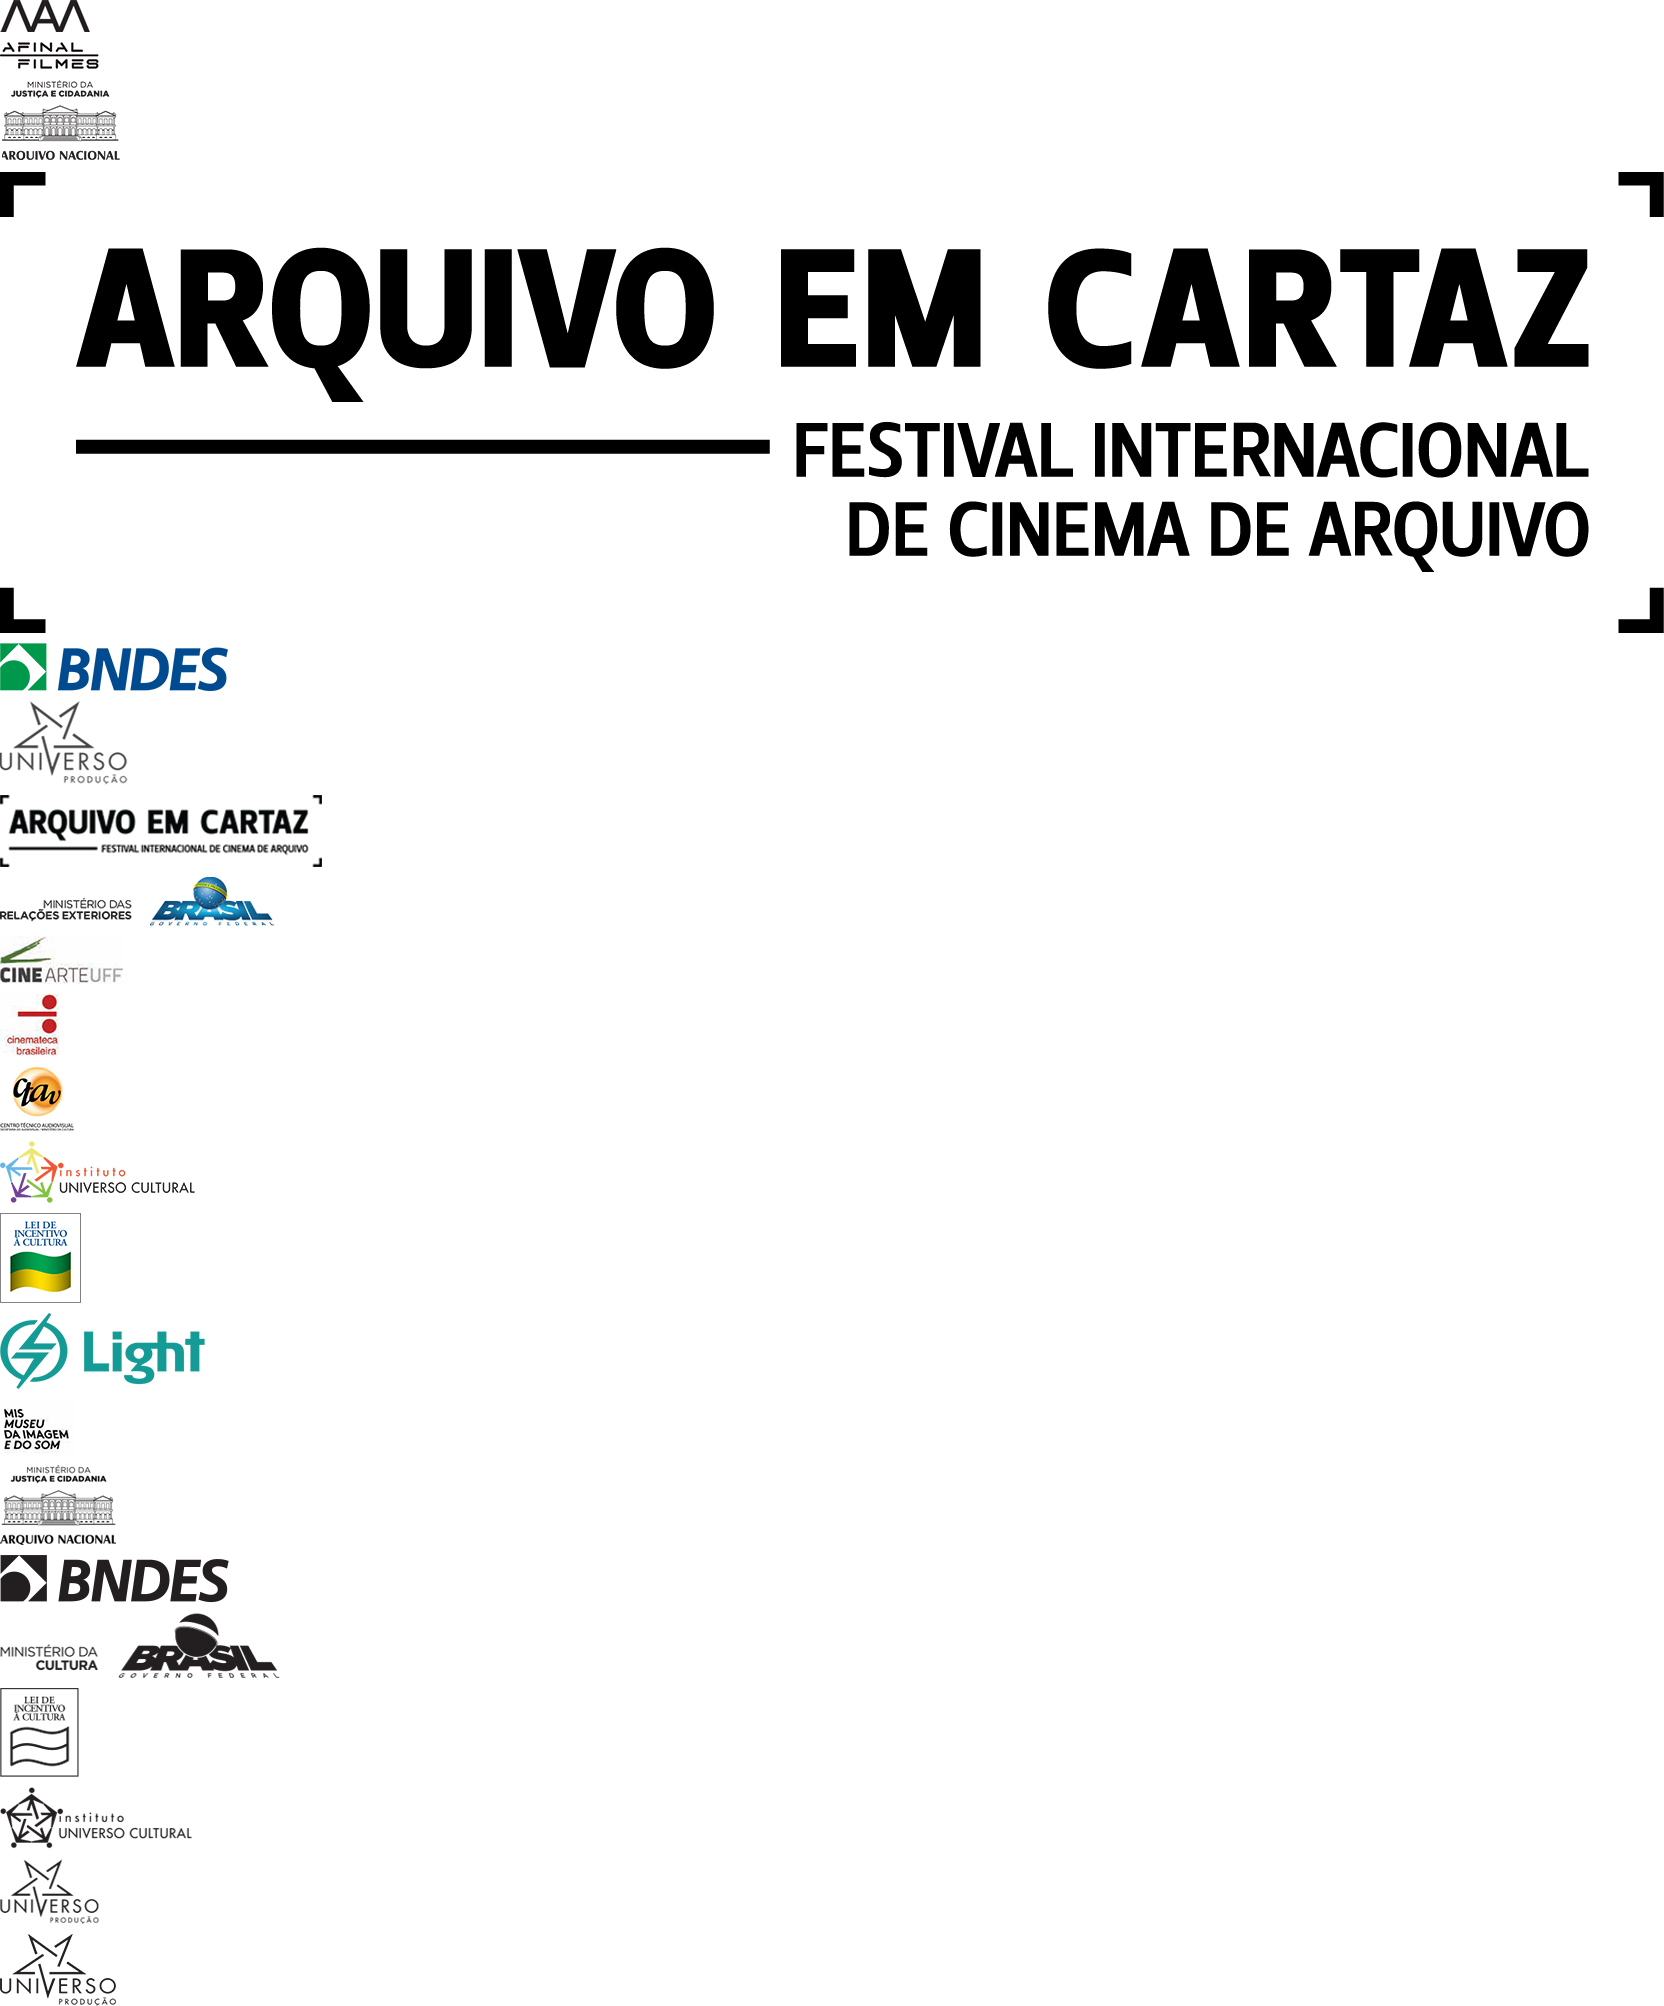 AFINAL
FILMES
MINISTÉRIO DA
JUSTIÇA E CIDADANIA
ARQUIVO NACIONAL
ARQUIVO EM CARTAZ
FESTIVAL INTERNACIONAL
DE CINEMA DE ARQUIVO
BNDES
UNIVERSO
PRODUÇÃO
ARQUIVO EM CARTAZ
FESTIVAL INTERNACIONAL DE CINEMA DE ARQUIVO
MINISTÉRIO DAS
RELAÇÕES EXTERIORES
BRASIL
GOVERNO FEDERAL
CINEARTEUFF
cinemateca
brasileira
ctav
CENTRO TÉCNICO AUDIOVISUAL
instituto
UNIVERSO CULTURAL
LEI DE
INCENTIVO
À CULTURA
Light
MIS
MUSEU
DA IMAGEM
E DO SOM
MINISTÉRIO DA
JUSTIÇA E CIDADANIA
ARQUIVO NACIONAL
BNDES
MINISTÉRIO DA
CULTURA
BRASIL
GOVERNO FEDERAL
LEI DE
INCENTIVO
À CULTURA
instituto
UNIVERSO CULTURAL
UNIVERSO
PRODUÇÃO
UNIVERSO
PRODUÇÃO